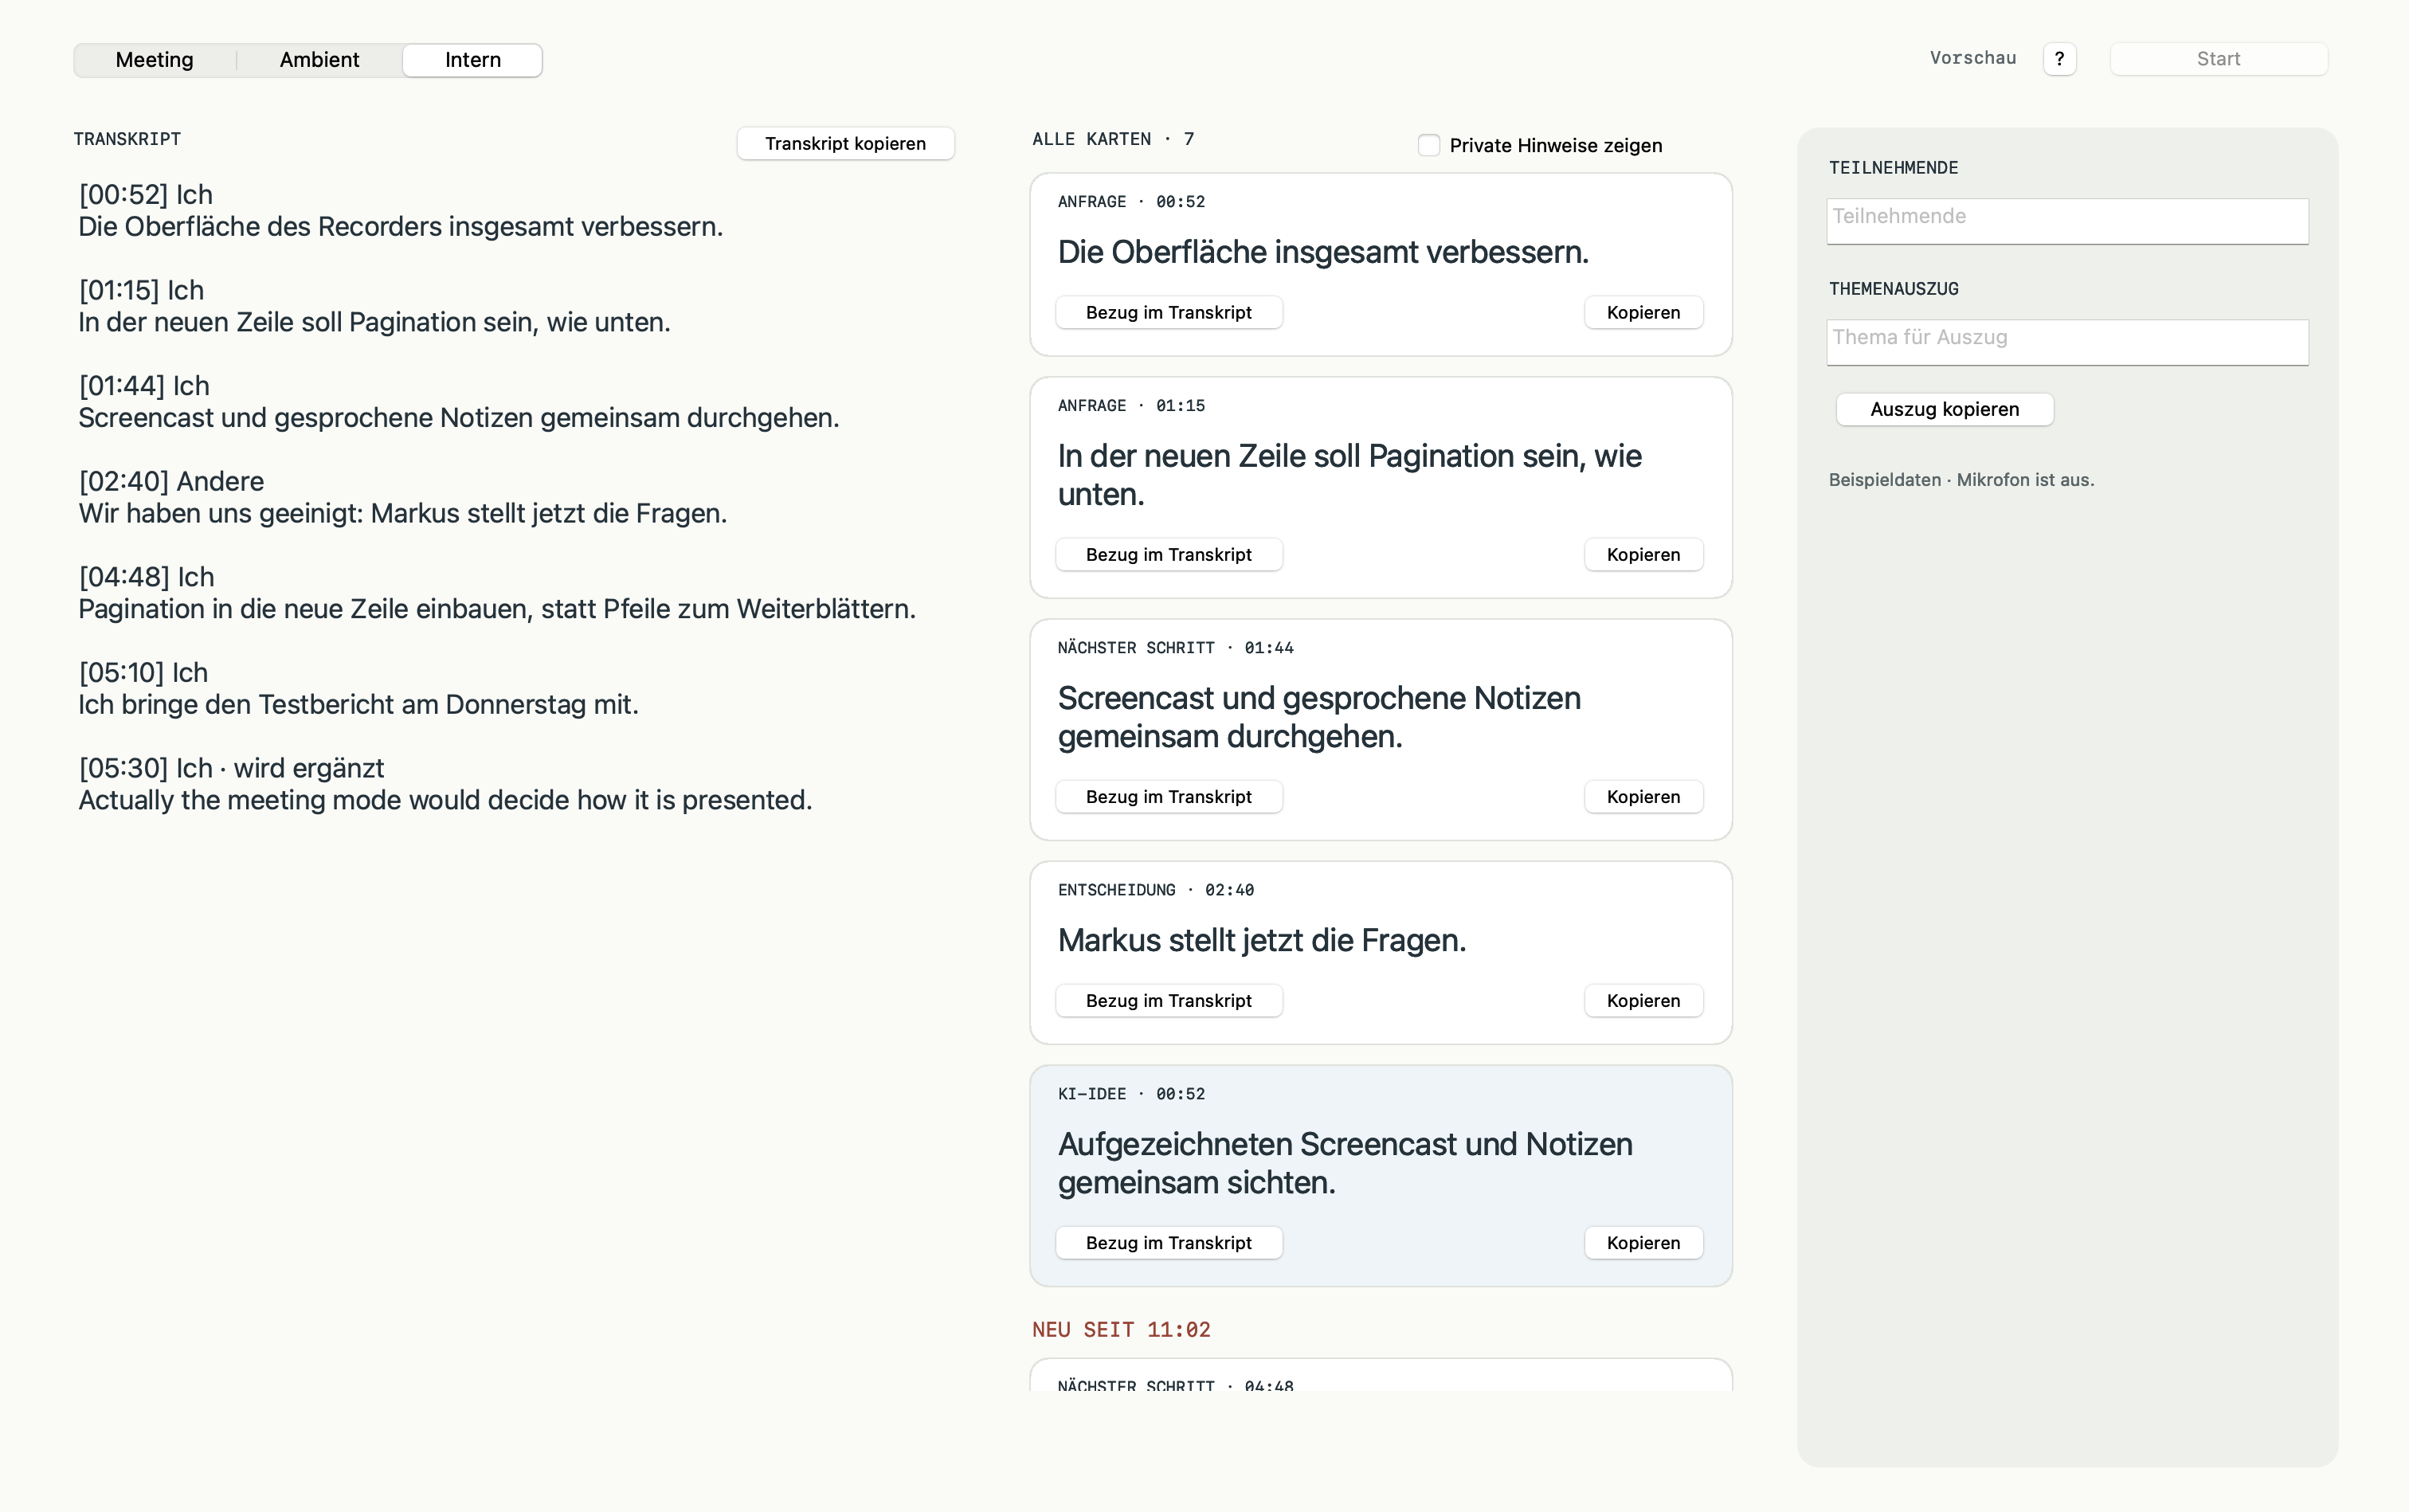 Meeting
Ambient
Intern
Vorschau
?
Start
TRANSKRIPT
Transkript kopieren
[00:52] Ich
Die Oberfläche des Recorders insgesamt verbessern.
[01:15] Ich
In der neuen Zeile soll Pagination sein, wie unten.
[01:44] Ich
Screencast und gesprochene Notizen gemeinsam durchgehen.
[02:40] Andere
Wir haben uns geeinigt: Markus stellt jetzt die Fragen.
[04:48] Ich
Pagination in die neue Zeile einbauen, statt Pfeile zum Weiterblättern.
[05:10] Ich
Ich bringe den Testbericht am Donnerstag mit.
[05:30] Ich · wird ergänzt
Actually the meeting mode would decide how it is presented.
ALLE KARTEN · 7
Private Hinweise zeigen
ANFRAGE · 00:52
Die Oberfläche insgesamt verbessern.
Bezug im Transkript
Kopieren
ANFRAGE · 01:15
In der neuen Zeile soll Pagination sein, wie
unten.
Bezug im Transkript
Kopieren
NÄCHSTER SCHRITT · 01:44
Screencast und gesprochene Notizen
gemeinsam durchgehen.
Bezug im Transkript
Kopieren
ENTSCHEIDUNG · 02:40
Markus stellt jetzt die Fragen.
Bezug im Transkript
Kopieren
KI-IDEE · 00:52
Aufgezeichneten Screencast und Notizen
gemeinsam sichten.
Bezug im Transkript
Kopieren
NEU SEIT 11:02
NÄCHSTER SCHRITT · 04:48
TEILNEHMENDE
Teilnehmende
THEMENAUSZUG
Thema für Auszug
Auszug kopieren
Beispieldaten · Mikrofon ist aus.